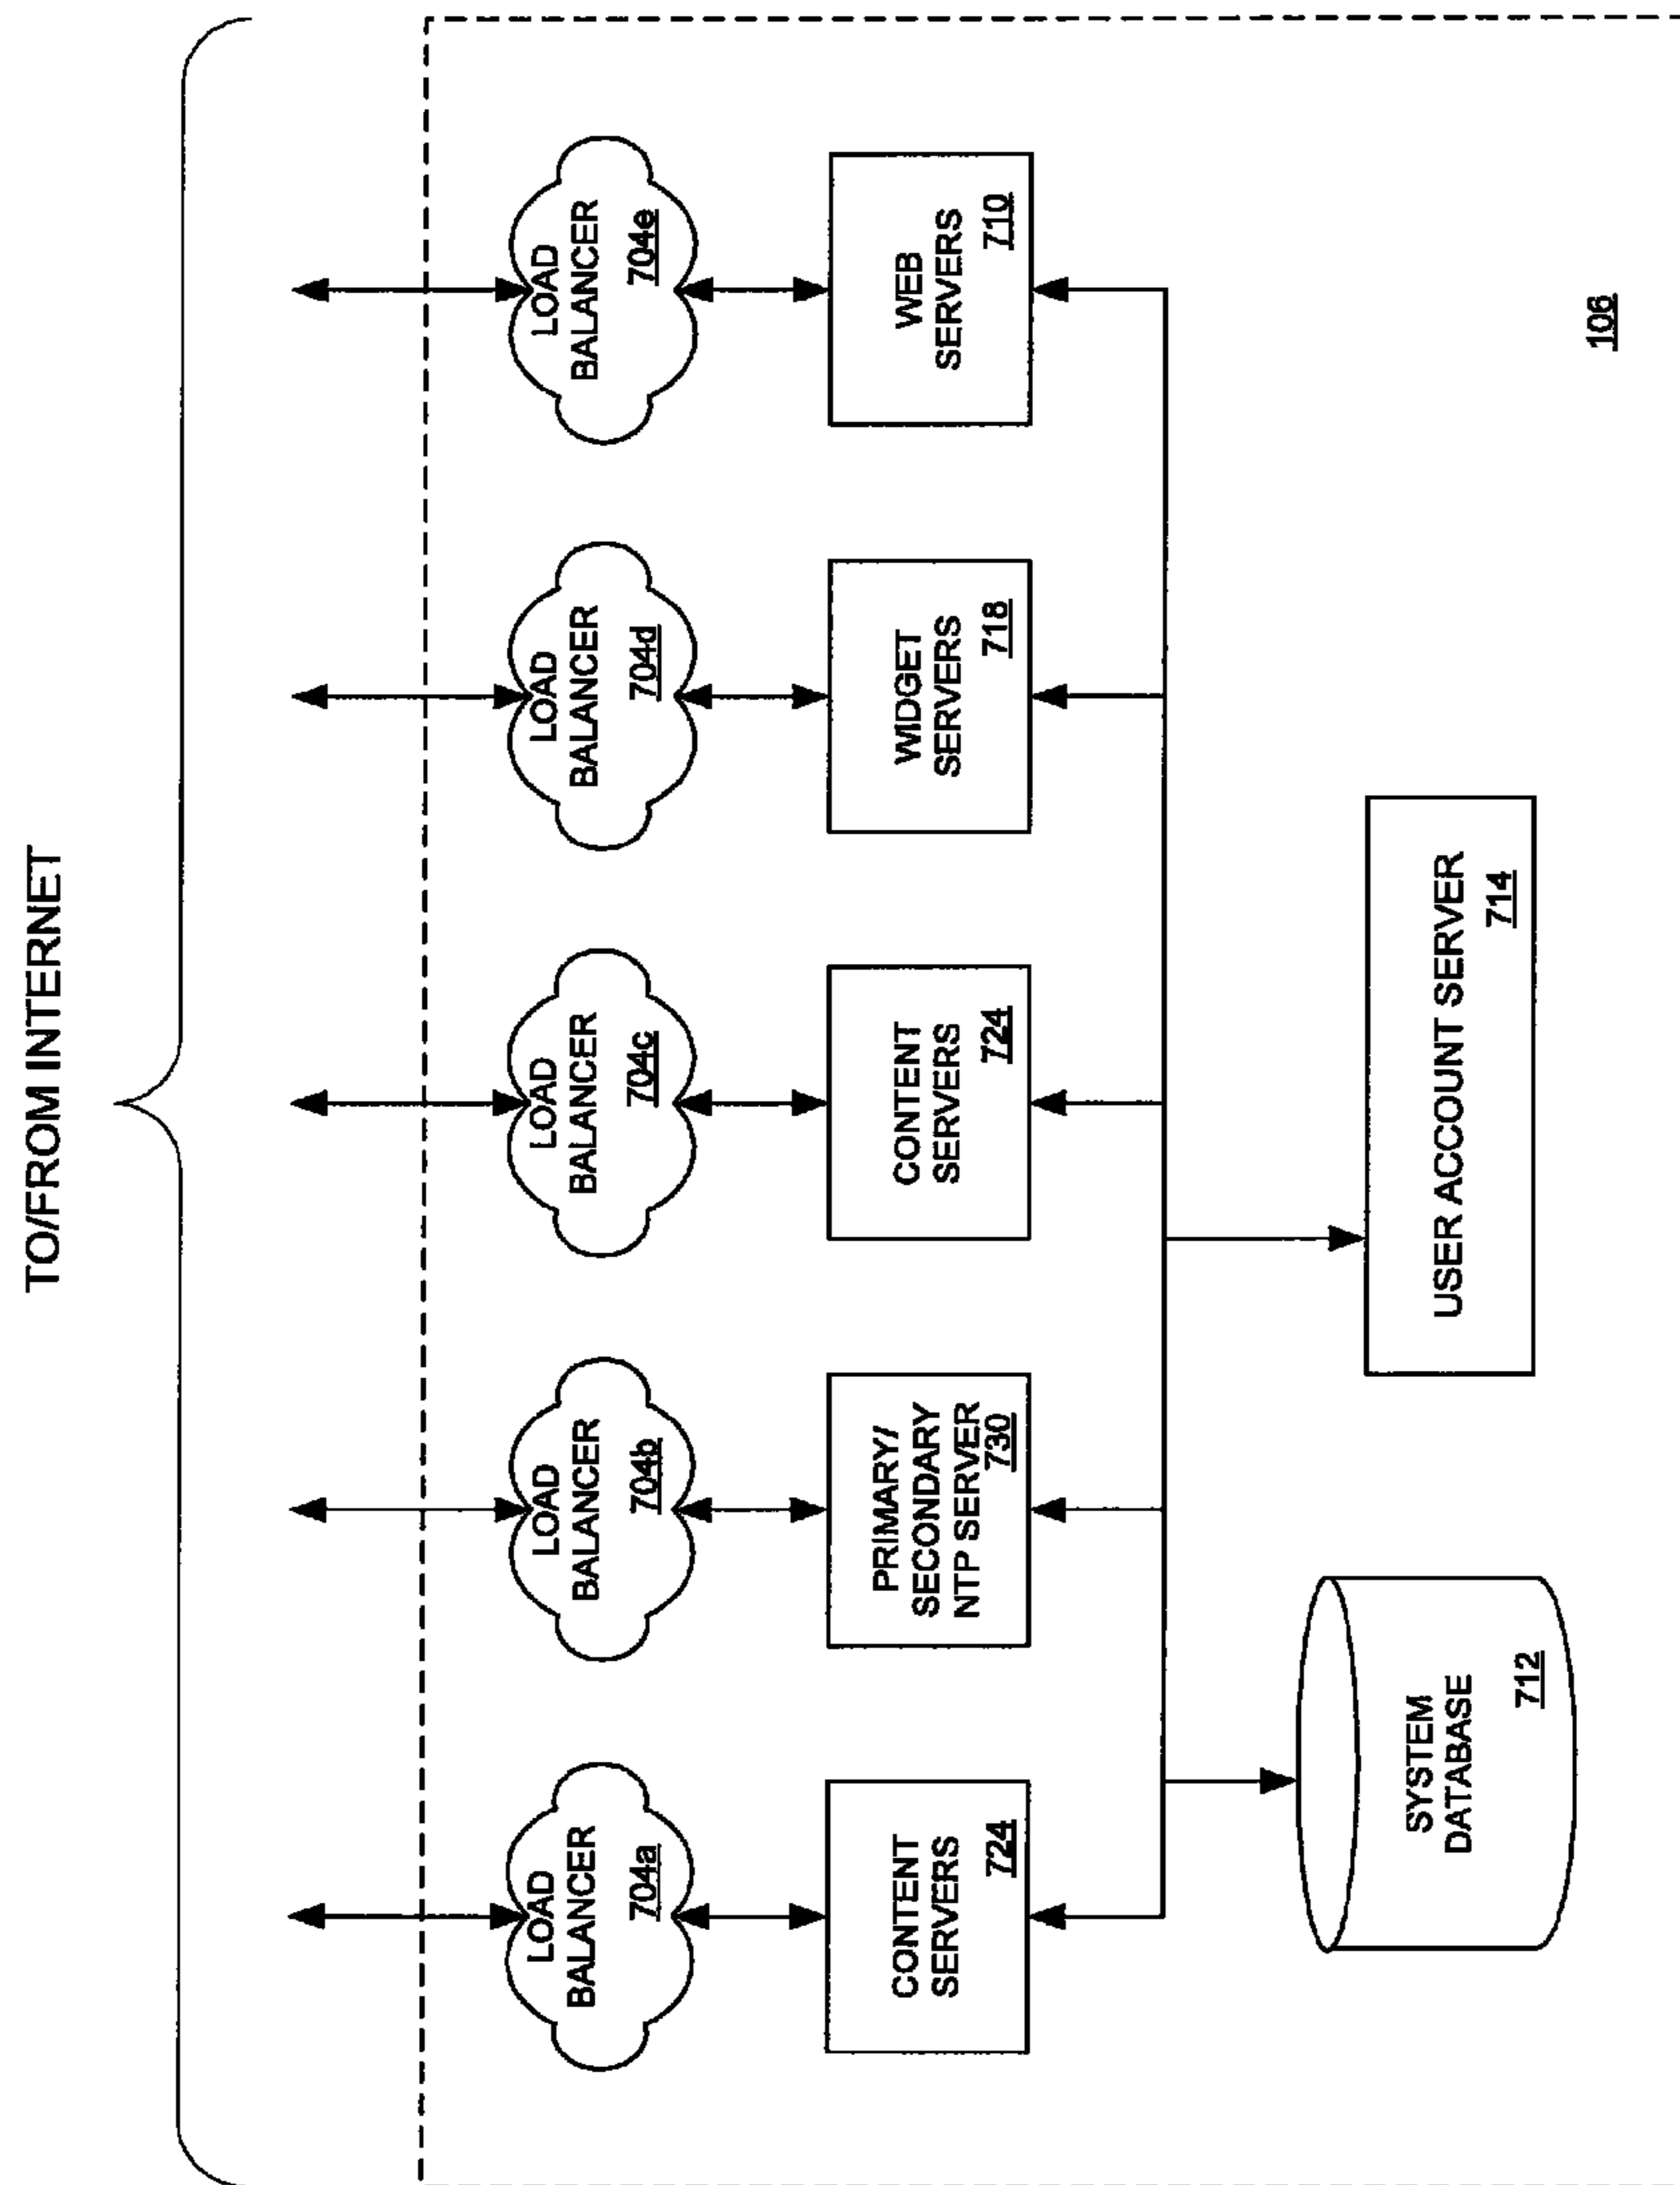 TO/FROM INTERNET
LOAD
BALANCER
704a
LOAD
BALANCER
704b
LOAD
BALANCER
704c
LOAD
BALANCER
704d
LOAD
BALANCER
704e
CONTENT
SERVERS
724
PRIMARY/
SECONDARY
NTP SERVER
730
CONTENT
SERVERS
724
WIDGET
SERVERS
718
WEB
SERVERS
710
SYSTEM
DATABASE
712
USER ACCOUNT SERVER
714
106